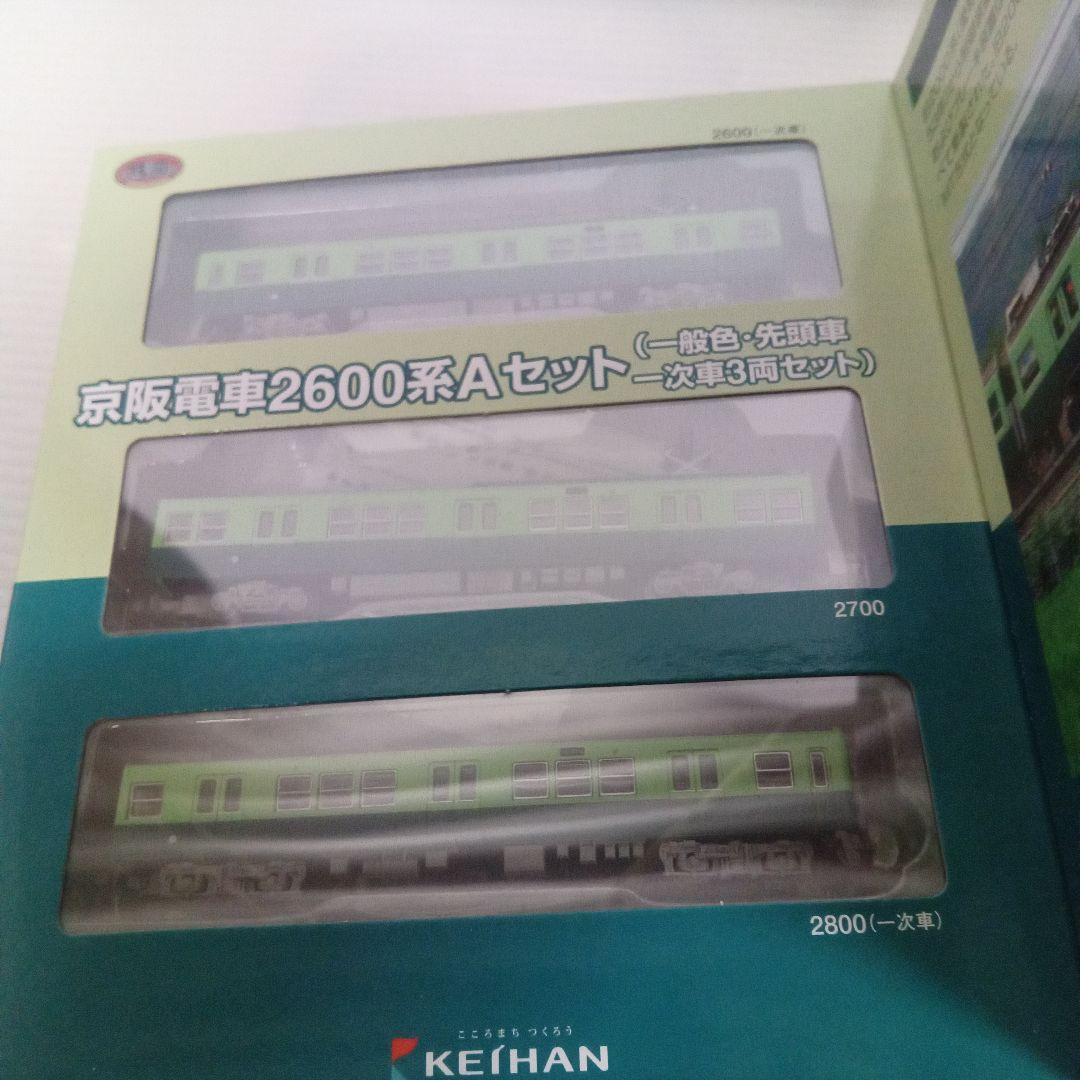 2600(一次車)
京阪電車2600系Aセット
(一般色・先頭車
一次車3両セット)
2700
2800(一次車)
こころまち つくろう
KEIHAN